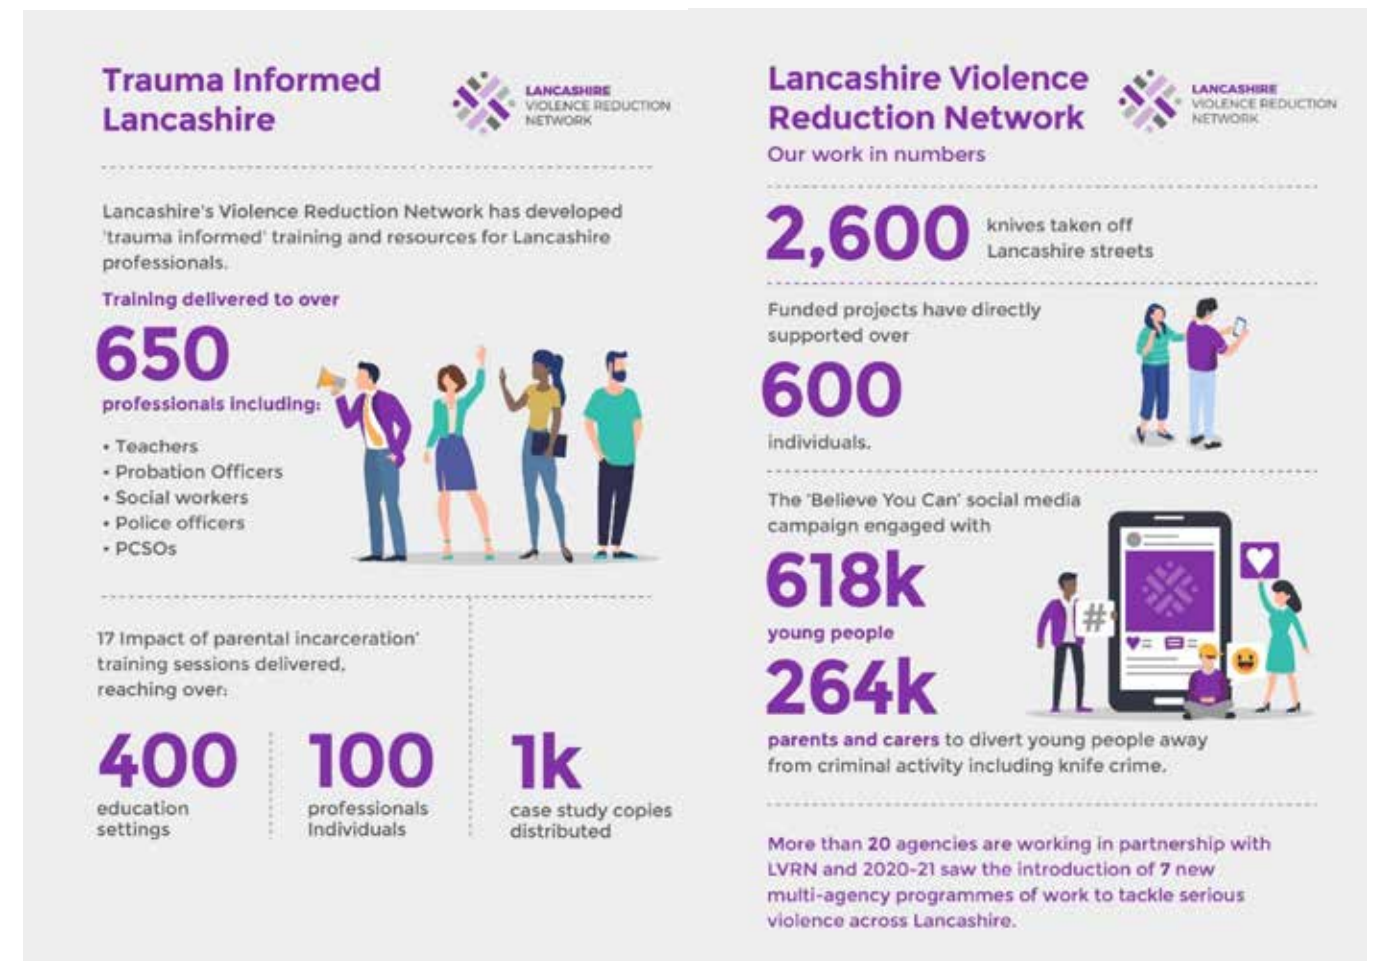 Trauma Informed
Lancashire
LANCASHIRE
VIOLENCE REDUCTION
NETWORK
Lancashire's Violence Reduction Network has developed
'trauma informed' training and resources for Lancashire
professionals.
Training delivered to over
650
professionals including:
• Teachers
• Probation Officers
• Social workers
• Police officers
• PCSOs
17 Impact of parental incarceration'
training sessions delivered,
reaching over:
400
education
settings
100
professionals
Individuals
1k
case study copies
distributed
Lancashire Violence
Reduction Network
Our work in numbers
LANCASHIRE
VIOLENCE REDUCTION
NETWORK
2,600
knives taken off
Lancashire streets
Funded projects have directly
supported over
600
individuals.
The 'Believe You Can' social media
campaign engaged with
618k
young people
264k
parents and carers to divert young people away
from criminal activity including knife crime.
#
More than 20 agencies are working in partnership with
LVRN and 2020-21 saw the introduction of 7 new
multi-agency programmes of work to tackle serious
violence across Lancashire.